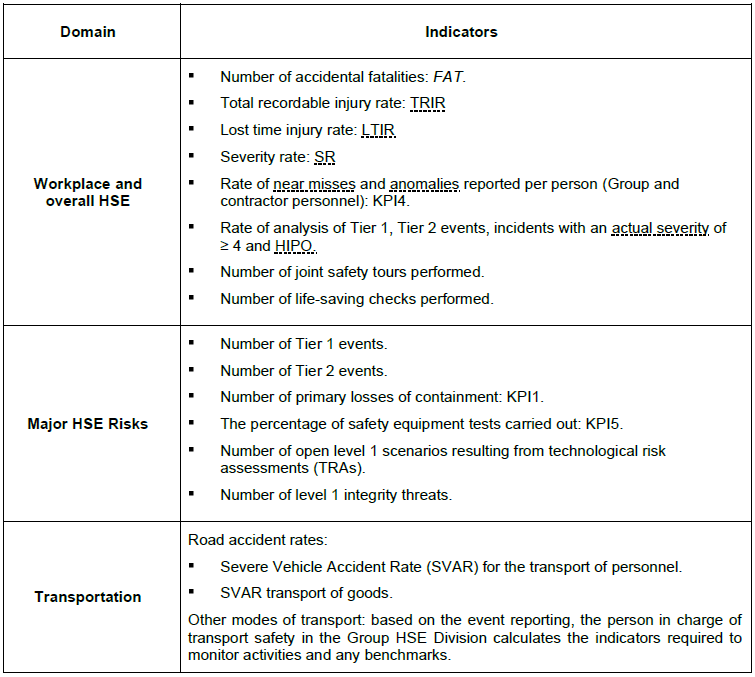 Domain
Indicators
Workplace and
overall HSE
▪ Number of accidental fatalities: FAT.
▪ Total recordable injury rate: TRIR
▪ Lost time injury rate: LTIR
▪ Severity rate: SR
▪ Rate of near misses and anomalies reported per person (Group and
contractor personnel): KPI4.
▪ Rate of analysis of Tier 1, Tier 2 events, incidents with an actual severity of
≥ 4 and HIPO.
▪ Number of joint safety tours performed.
▪ Number of life-saving checks performed.
Major HSE Risks
▪ Number of Tier 1 events.
▪ Number of Tier 2 events.
▪ Number of primary losses of containment: KPI1.
▪ The percentage of safety equipment tests carried out: KPI5.
▪ Number of open level 1 scenarios resulting from technological risk
assessments (TRAs).
▪ Number of level 1 integrity threats.
Transportation
Road accident rates:
▪ Severe Vehicle Accident Rate (SVAR) for the transport of personnel.
▪ SVAR transport of goods.
Other modes of transport: based on the event reporting, the person in charge of
transport safety in the Group HSE Division calculates the indicators required to
monitor activities and any benchmarks.